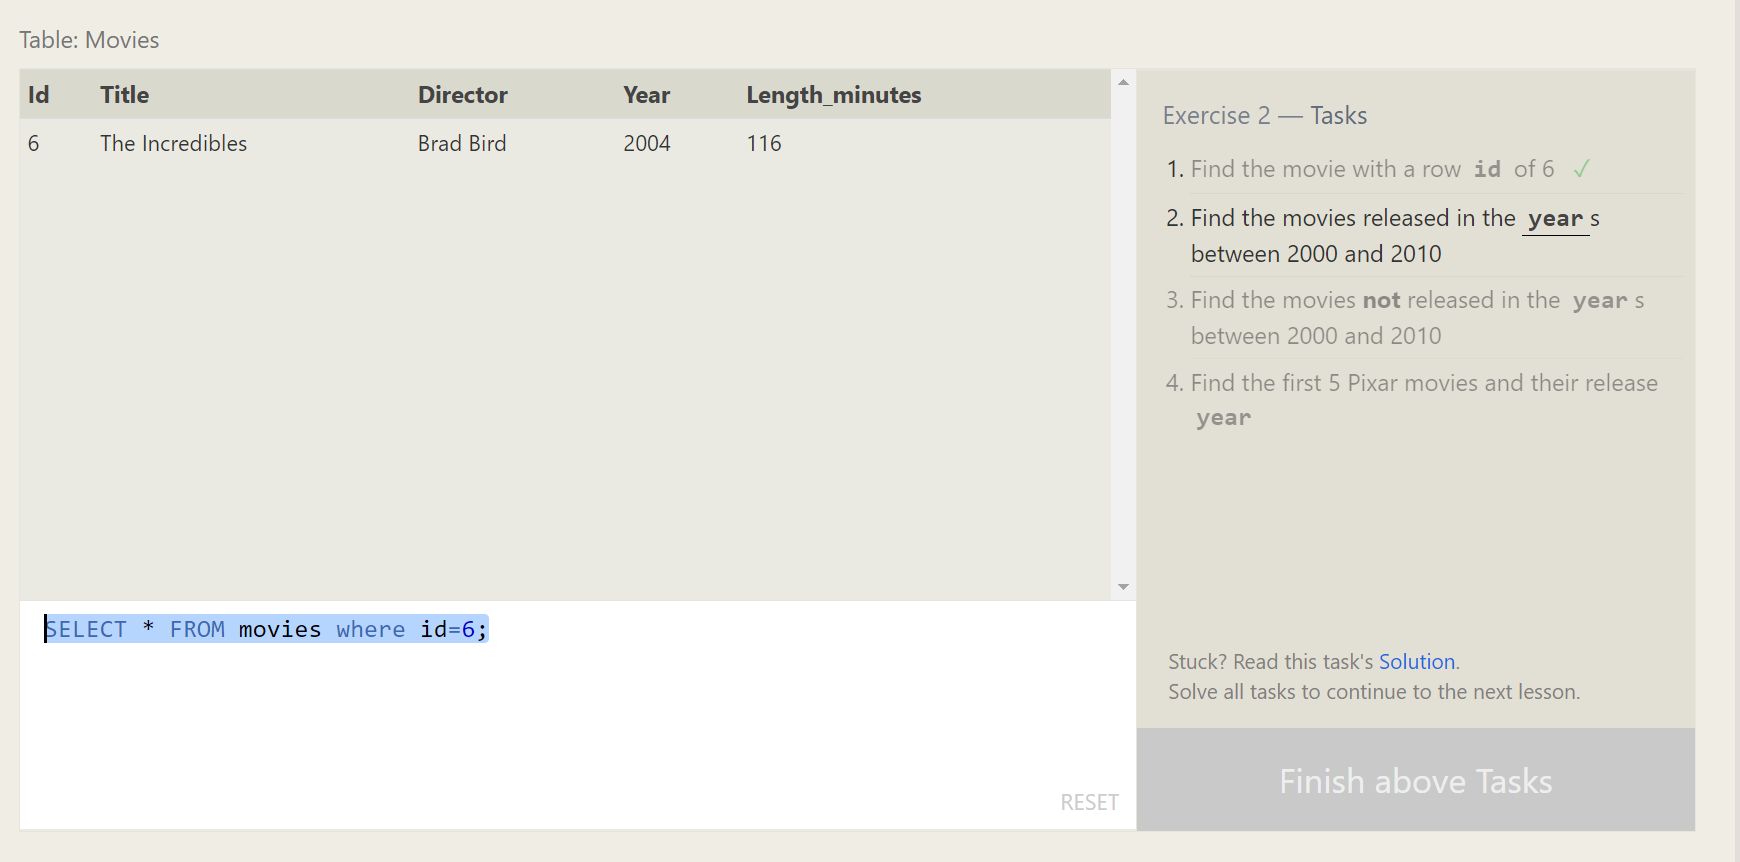 Table: Movies
Id Title Director Year Length_minutes
6 The Incredibles Brad Bird 2004 116
SELECT * FROM movies where id=6;
RESET
Exercise 2 — Tasks
1. Find the movie with a row id of 6 ✓
2. Find the movies released in the year s
between 2000 and 2010
3. Find the movies not released in the year s
between 2000 and 2010
4. Find the first 5 Pixar movies and their release
year
Stuck? Read this task's Solution.
Solve all tasks to continue to the next lesson.
Finish above Tasks